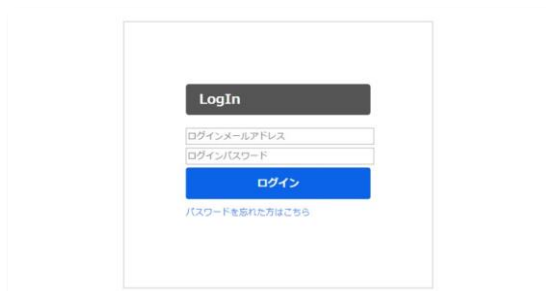 LogIn
ログインメールアドレス
ログインパスワード
ログイン
パスワードを忘れた方はこちら